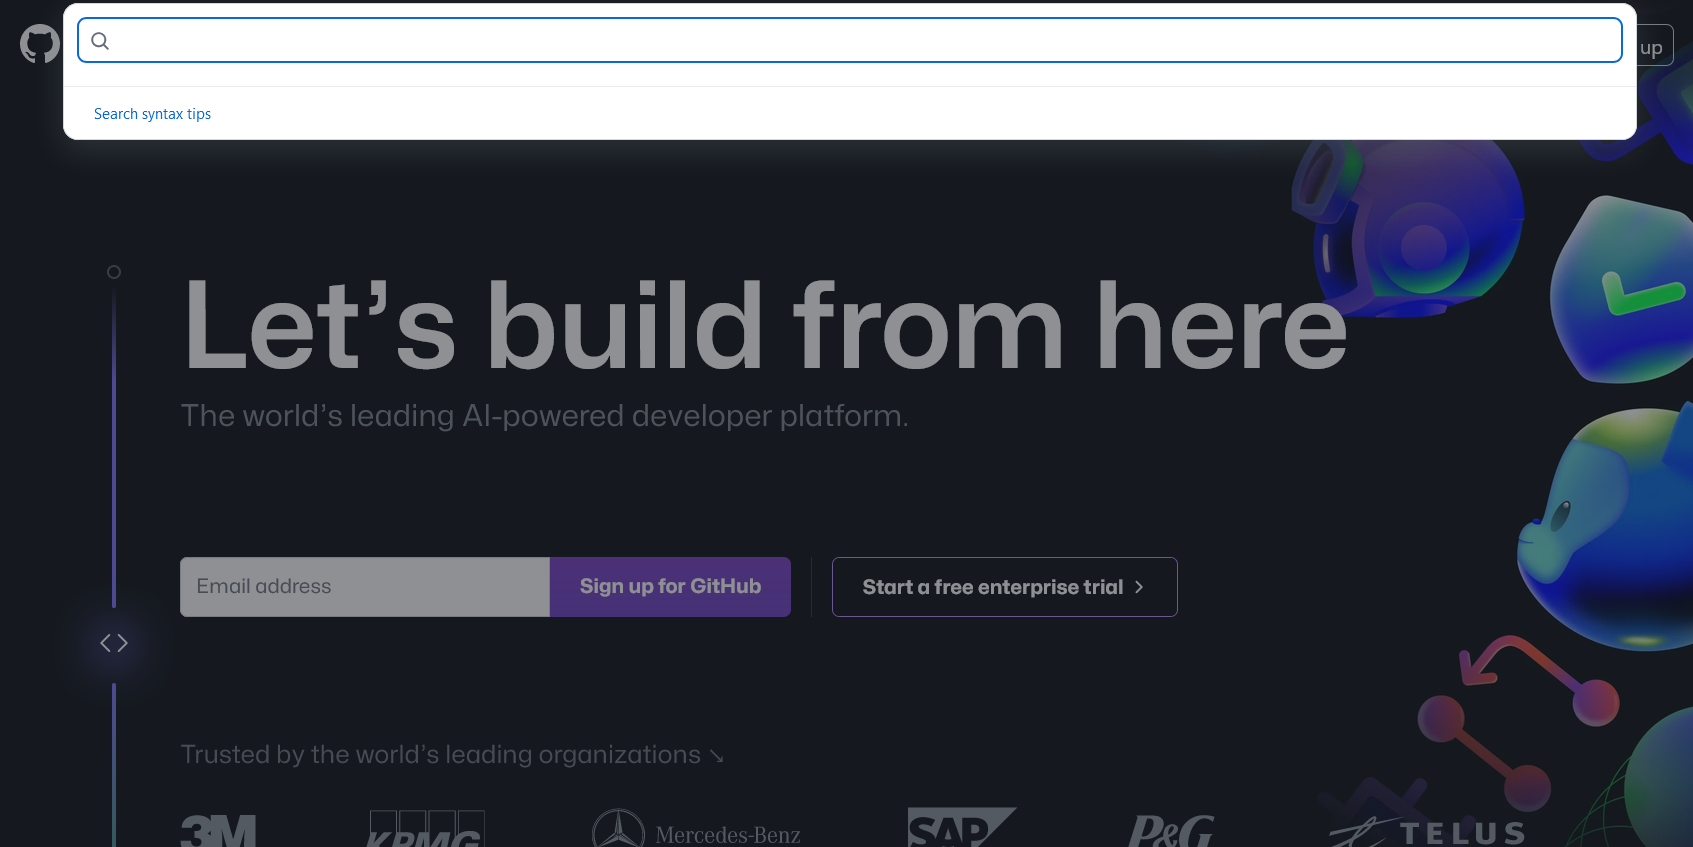 up
Search syntax tips
Let’s build from here
The world’s leading AI-powered developer platform.
Email address
Sign up for GitHub
Start a free enterprise trial
Trusted by the world’s leading organizations ↘
3M
KPMG
Mercedes-Benz
SAP
P&G
TELUS